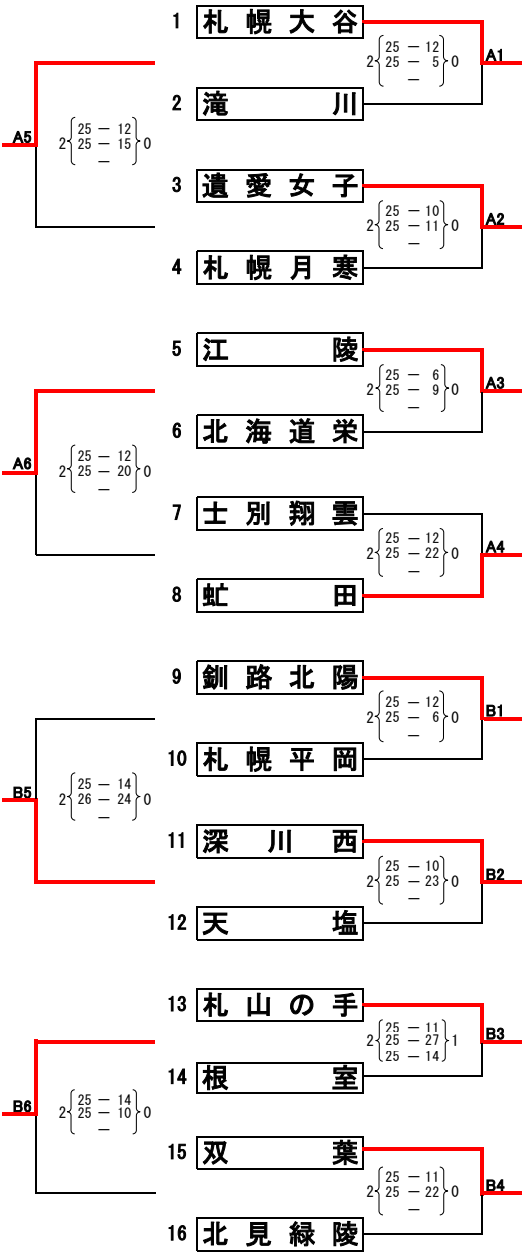 1 札幌大谷
2{25 － 12}0 A1
25 － 5
－
2 滝川
A5 2{25 － 12}0
25 － 15
－
3 遺愛女子
2{25 － 10}0 A2
25 － 11
－
4 札幌月寒
5 江陵
2{25 － 6}0 A3
25 － 9
－
6 北海道栄
A6 2{25 － 12}0
25 － 20
－
7 士別翔雲
2{25 － 12}0 A4
25 － 22
－
8 虻田
9 釧路北陽
2{25 － 12}0 B1
25 － 6
－
10 札幌平岡
B5 2{25 － 14}0
26 － 24
－
11 深川西
2{25 － 10}0 B2
25 － 23
－
12 天塩
13 札山の手
2{25 － 11}1 B3
25 － 27
25 － 14
14 根室
B6 2{25 － 14}0
25 － 10
－
15 双葉
2{25 － 11}0 B4
25 － 22
－
16 北見緑陵